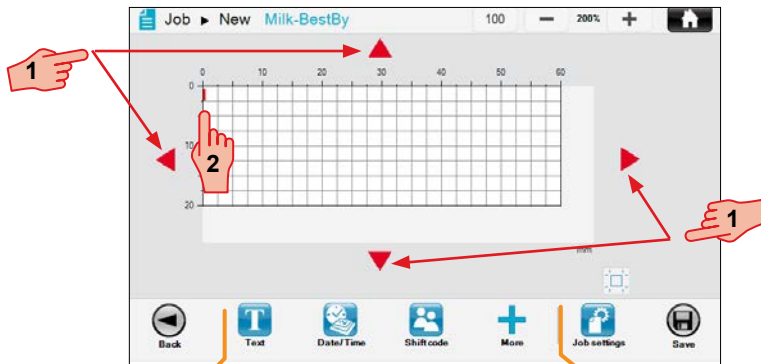 Job ▶ New Milk-BestBy 100 — 200% +
1
0 10 20 30 40 50 60
0
10
2
20
1
mm
Back Text Date/Time Shift code More Job settings Save